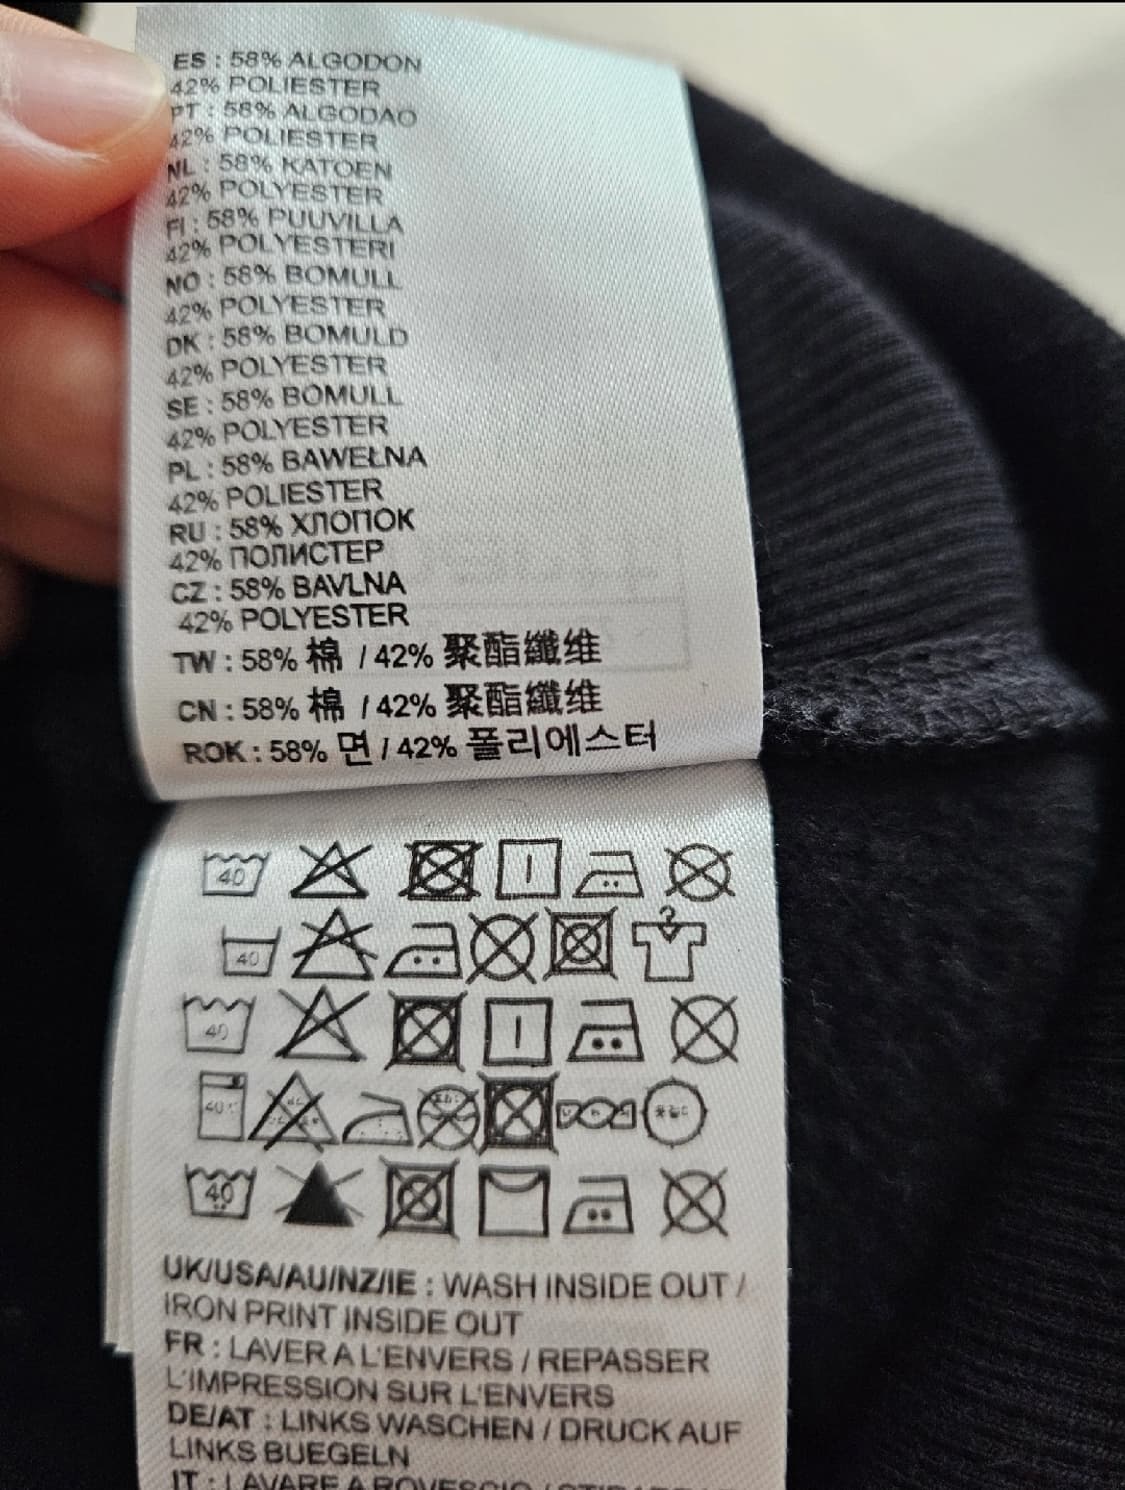 ES : 58% ALGODON
42% POLIESTER
PT : 58% ALGODAO
42% POLIESTER
NL : 58% KATOEN
42% POLYESTER
FI : 58% PUUVILLA
42% POLYESTERI
NO : 58% BOMULL
42% POLYESTER
DK : 58% BOMULD
42% POLYESTER
SE : 58% BOMULL
42% POLYESTER
PL : 58% BAWEŁNA
42% POLIESTER
RU : 58% ХЛОПОК
42% ПОЛИСТЕР
CZ : 58% BAVLNA
42% POLYESTER
TW : 58% 棉 / 42% 聚酯纖维
CN : 58% 棉 / 42% 聚酯纖维
ROK : 58% 면 / 42% 폴리에스터
40
40
40
40
40
UK/USA/AU/NZ/IE : WASH INSIDE OUT /
IRON PRINT INSIDE OUT
FR : LAVER A L'ENVERS / REPASSER
L'IMPRESSION SUR L'ENVERS
DE/AT : LINKS WASCHEN / DRUCK AUF
LINKS BUEGELN
IT : LAVARE A ROVESCIO /